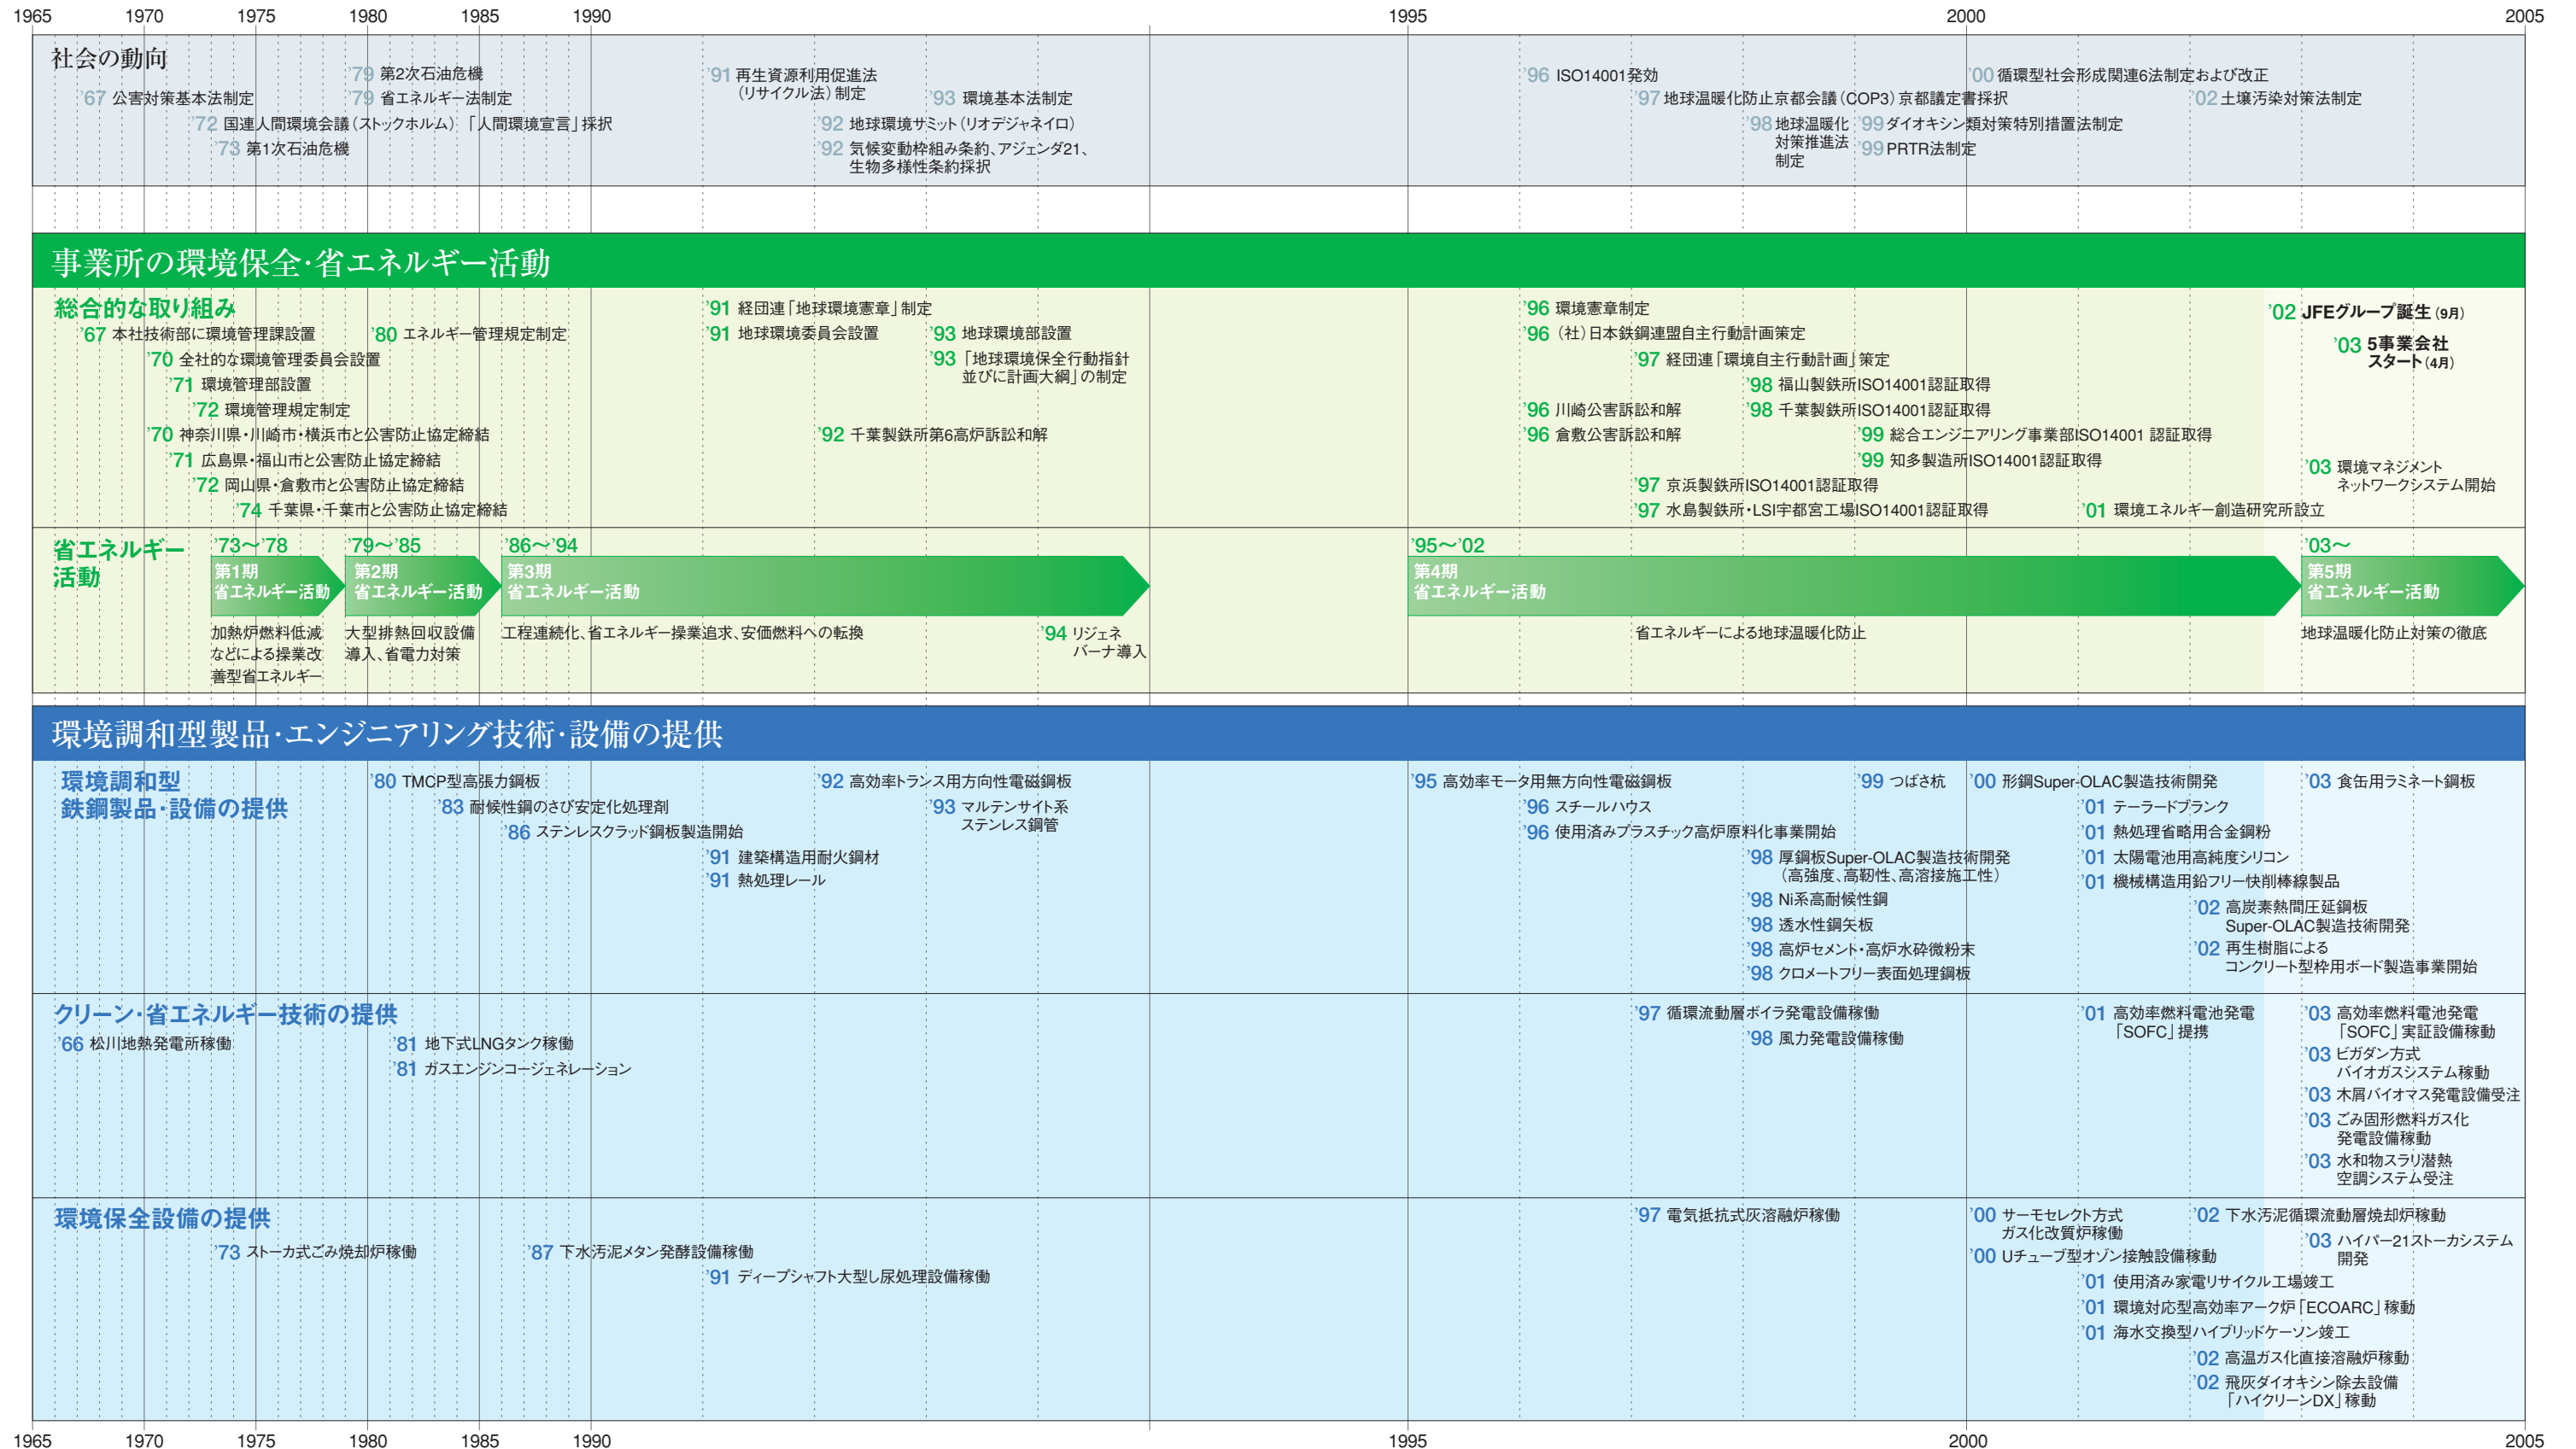 1965 1970 1975 1980 1985 1990 1995 2000 2005
社会の動向
'67 公害対策基本法制定
'72 国連人間環境会議（ストックホルム）「人間環境宣言」採択
'73 第1次石油危機
'79 第2次石油危機
'79 省エネルギー法制定
'91 再生資源利用促進法
（リサイクル法）制定
'93 環境基本法制定
'92 地球環境サミット（リオデジャネイロ）
'92 気候変動枠組み条約、アジェンダ21、
生物多様性条約採択
'96 ISO14001発効
'97 地球温暖化防止京都会議（COP3）京都議定書採択
'98 地球温暖化
対策推進法
制定
'99 ダイオキシン類対策特別措置法制定
'99 PRTR法制定
'00 循環型社会形成関連6法制定および改正
'02 土壌汚染対策法制定
事業所の環境保全・省エネルギー活動
総合的な取り組み
'67 本社技術部に環境管理課設置
'70 全社的な環境管理委員会設置
'71 環境管理部設置
'72 環境管理規定制定
'70 神奈川県・川崎市・横浜市と公害防止協定締結
'71 広島県・福山市と公害防止協定締結
'72 岡山県・倉敷市と公害防止協定締結
'74 千葉県・千葉市と公害防止協定締結
'80 エネルギー管理規定制定
'91 経団連「地球環境憲章」制定
'91 地球環境委員会設置
'93 地球環境部設置
'93 「地球環境保全行動指針
並びに計画大綱」の制定
'92 千葉製鉄所第6高炉訴訟和解
'96 環境憲章制定
'96 （社）日本鉄鋼連盟自主行動計画策定
'97 経団連「環境自主行動計画」策定
'98 福山製鉄所ISO14001認証取得
'96 川崎公害訴訟和解
'98 千葉製鉄所ISO14001認証取得
'96 倉敷公害訴訟和解
'99 総合エンジニアリング事業部ISO14001 認証取得
'99 知多製造所ISO14001認証取得
'97 京浜製鉄所ISO14001認証取得
'97 水島製鉄所・LSI宇都宮工場ISO14001認証取得
'01 環境エネルギー創造研究所設立
'02 JFEグループ誕生（9月）
'03 5事業会社
スタート（4月）
'03 環境マネジメント
ネットワークシステム開始
省エネルギー
活動
'73〜'78
第1期
省エネルギー活動
加熱炉燃料低減
などによる操業改
善型省エネルギー
'79〜'85
第2期
省エネルギー活動
大型排熱回収設備
導入、省電力対策
'86〜'94
第3期
省エネルギー活動
工程連続化、省エネルギー操業追求、安価燃料への転換
'94 リジェネ
バーナ導入
'95〜'02
第4期
省エネルギー活動
省エネルギーによる地球温暖化防止
'03〜
第5期
省エネルギー活動
地球温暖化防止対策の徹底
環境調和型製品・エンジニアリング技術・設備の提供
環境調和型
鉄鋼製品・設備の提供
'80 TMCP型高張力鋼板
'83 耐候性鋼のさび安定化処理剤
'86 ステンレスクラッド鋼板製造開始
'91 建築構造用耐火鋼材
'91 熱処理レール
'92 高効率トランス用方向性電磁鋼板
'93 マルテンサイト系
ステンレス鋼管
'95 高効率モータ用無方向性電磁鋼板
'96 スチールハウス
'96 使用済みプラスチック高炉原料化事業開始
'98 厚鋼板Super-OLAC製造技術開発
（高強度、高靭性、高溶接施工性）
'98 Ni系高耐候性鋼
'98 透水性鋼矢板
'98 高炉セメント・高炉水砕微粉末
'98 クロメートフリー表面処理鋼板
'99 つばさ杭
'00 形鋼Super-OLAC製造技術開発
'01 テーラードブランク
'01 熱処理省略用合金鋼粉
'01 太陽電池用高純度シリコン
'01 機械構造用鉛フリー快削棒線製品
'02 高炭素熱間圧延鋼板
Super-OLAC製造技術開発
'02 再生樹脂による
コンクリート型枠用ボード製造事業開始
'03 食缶用ラミネート鋼板
クリーン・省エネルギー技術の提供
'66 松川地熱発電所稼働
'81 地下式LNGタンク稼働
'81 ガスエンジンコージェネレーション
'97 循環流動層ボイラ発電設備稼働
'98 風力発電設備稼働
'01 高効率燃料電池発電
「SOFC」提携
'03 高効率燃料電池発電
「SOFC」実証設備稼動
'03 ビガダン方式
バイオガスシステム稼動
'03 木屑バイオマス発電設備受注
'03 ごみ固形燃料ガス化
発電設備稼動
'03 水和物スラリ潜熱
空調システム受注
環境保全設備の提供
'73 ストーカ式ごみ焼却炉稼働
'87 下水汚泥メタン発酵設備稼働
'91 ディープシャフト大型し尿処理設備稼働
'97 電気抵抗式灰溶融炉稼働
'00 サーモセレクト方式
ガス化改質炉稼働
'00 Uチューブ型オゾン接触設備稼動
'01 使用済み家電リサイクル工場竣工
'01 環境対応型高効率アーク炉「ECOARC」稼動
'01 海水交換型ハイブリッドケーソン竣工
'02 高温ガス化直接溶融炉稼動
'02 飛灰ダイオキシン除去設備
「ハイクリーンDX」稼動
'02 下水汚泥循環流動層焼却炉稼動
'03 ハイパー21ストーカシステム
開発
1965 1970 1975 1980 1985 1990 1995 2000 2005